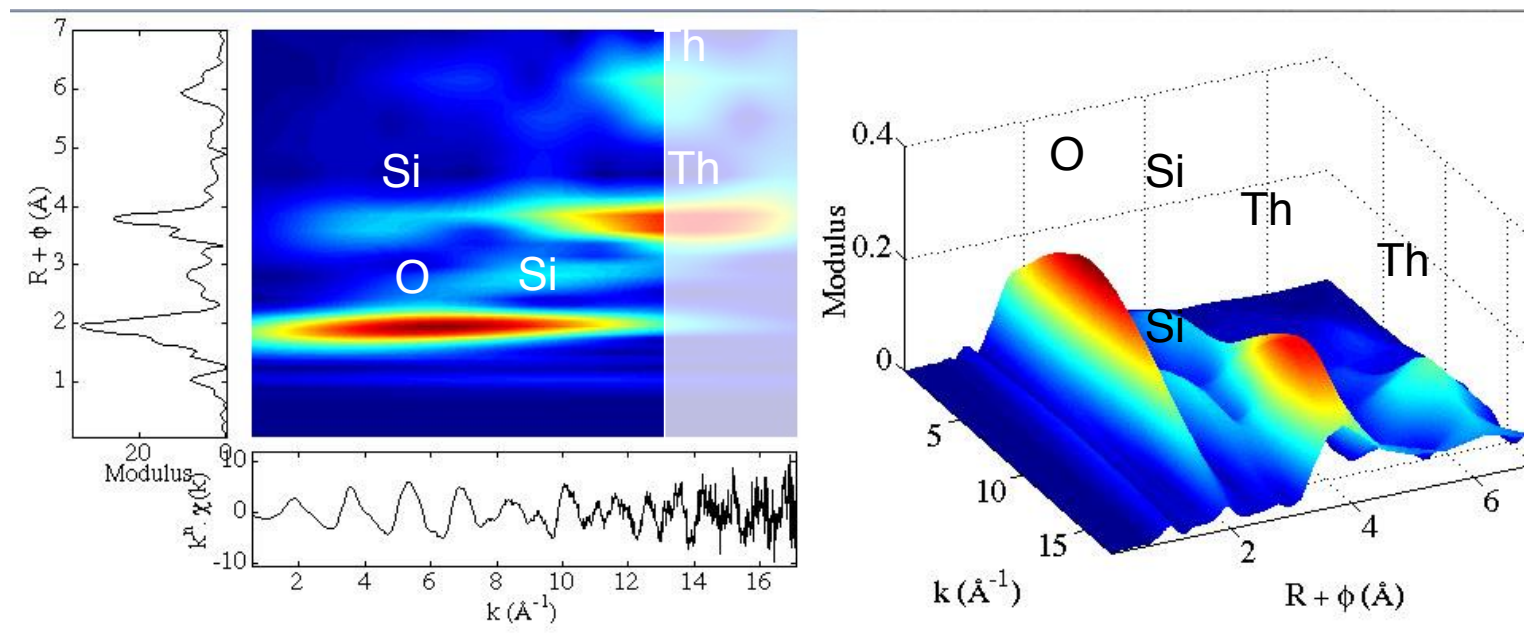 7
6
5
4
3
2
1
R + ϕ (Å)
20
0
Modulus
Th
Si
Th
O
Si
10
0
-10
kⁿ . χ(k)
2 4 6 8 10 12 14 16
k (Å⁻¹)
0.4
0.2
0
Modulus
O
Si
Th
Th
Si
5
10
15
k (Å⁻¹)
2
4
6
R + ϕ (Å)